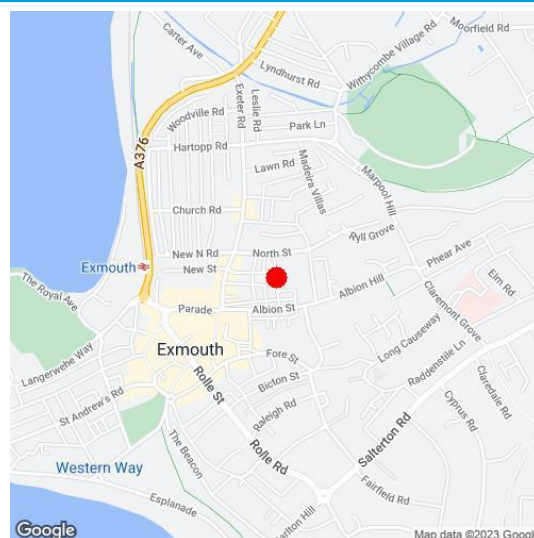 Moorfield Rd
Carter Ave
Withycombe Village Rd
Lyndhurst Rd
Leslie Rd
Exeter Rd
Woodville Rd
Park Ln
A376
Hartopp Rd
Madeira Villas
Lawn Rd
Marpool Hill
Church Rd
Ryll Grove
New N Rd
North St
Phear Ave
Exmouth
New St
Elm Rd
The Royal Ave
Albion Hill
Parade
Albion St
Claremont Grove
Long Causeway
Langerwehe Way
Exmouth
Fore St
Raddenstile Ln
Bicton St
Rolle St
St Andrew's Rd
Claredale Rd
Raleigh Rd
Cyprus Rd
Salterton Rd
The Beacon
Rolle Rd
Western Way
Fairfield Rd
Esplanade
arlton Hill
Google
Map data ©2023 Google